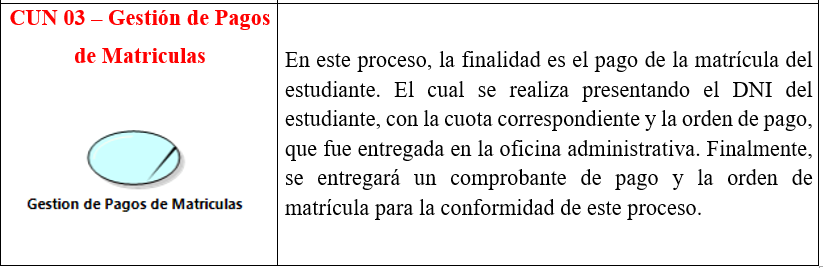 CUN 03 – Gestión de Pagos
de Matriculas
Gestion de Pagos de Matriculas
En este proceso, la finalidad es el pago de la matrícula del
estudiante. El cual se realiza presentando el DNI del
estudiante, con la cuota correspondiente y la orden de pago,
que fue entregada en la oficina administrativa. Finalmente,
se entregará un comprobante de pago y la orden de
matrícula para la conformidad de este proceso.